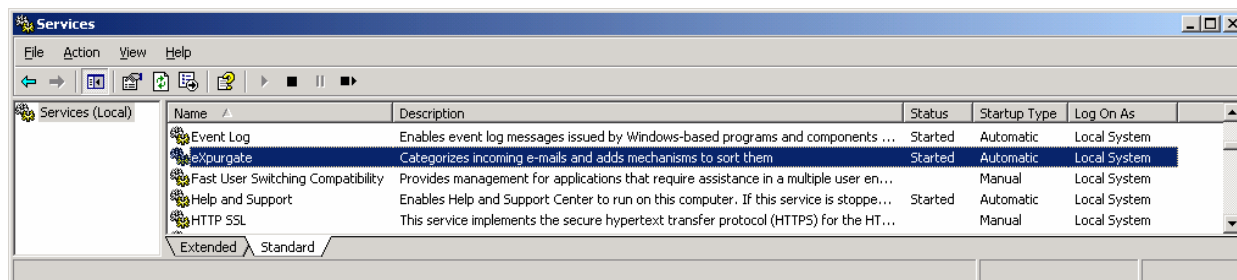 Services
File Action View Help
Services (Local)
Name Description Status Startup Type Log On As
Event Log Enables event log messages issued by Windows-based programs and components ... Started Automatic Local System
eXpurgate Categorizes incoming e-mails and adds mechanisms to sort them Started Automatic Local System
Fast User Switching Compatibility Provides management for applications that require assistance in a multiple user en... Manual Local System
Help and Support Enables Help and Support Center to run on this computer. If this service is stoppe... Started Automatic Local System
HTTP SSL This service implements the secure hypertext transfer protocol (HTTPS) for the HT... Manual Local System
Extended Standard